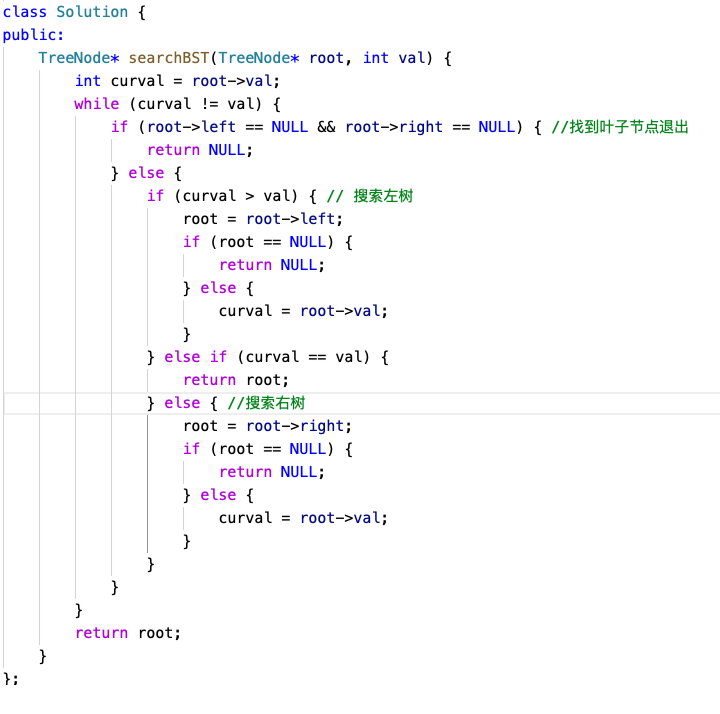 class Solution {
public:
    TreeNode* searchBST(TreeNode* root, int val) {
        int curval = root->val;
        while (curval != val) {
            if (root->left == NULL && root->right == NULL) { //找到叶子节点退出
                return NULL;
            } else {
                if (curval > val) { // 搜索左树
                    root = root->left;
                    if (root == NULL) {
                        return NULL;
                    } else {
                        curval = root->val;
                    }
                } else if (curval == val) {
                    return root;
                } else { //搜索右树
                    root = root->right;
                    if (root == NULL) {
                        return NULL;
                    } else {
                        curval = root->val;
                    }
                }
            }
        }
        return root;
    }
};